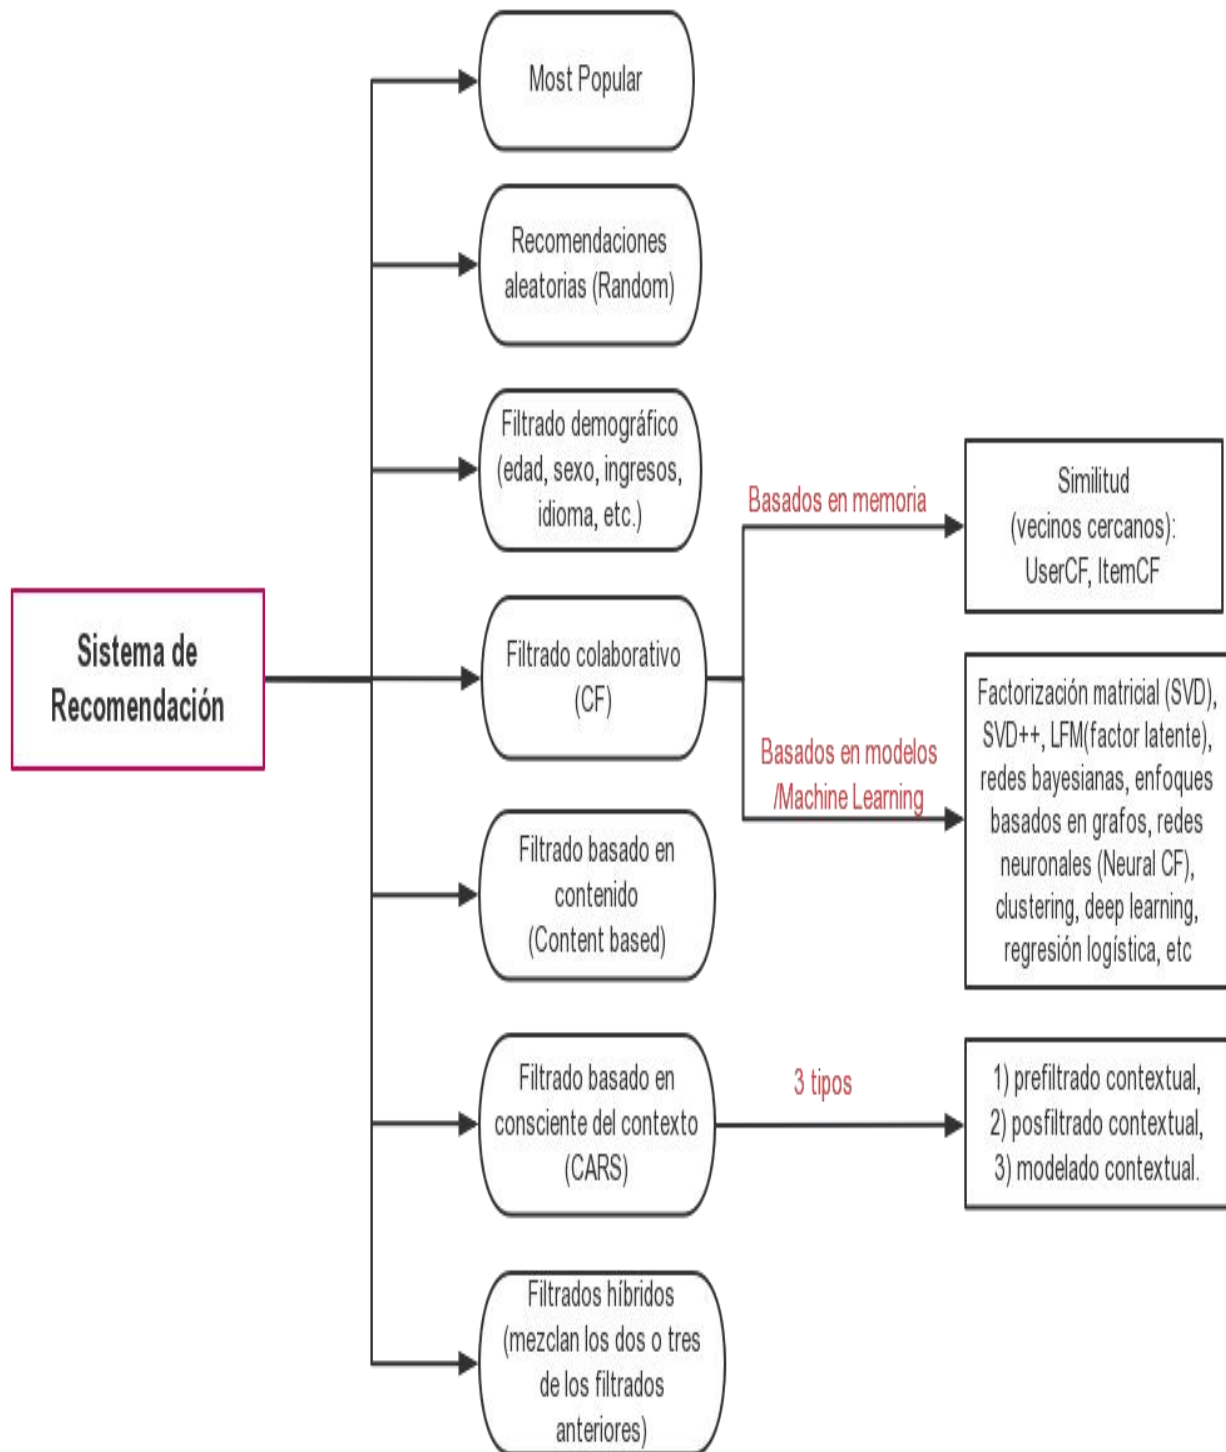 Most Popular
Recomendaciones
aleatorias (Random)
Filtrado demográfico
(edad, sexo, ingresos,
idioma, etc.)
Sistema de
Recomendación
Filtrado colaborativo
(CF)
Basados en memoria
Similitud
(vecinos cercanos):
UserCF, ItemCF
Basados en modelos
/Machine Learning
Factorización matricial (SVD),
SVD++, LFM(factor latente),
redes bayesianas, enfoques
basados en grafos, redes
neuronales (Neural CF),
clustering, deep learning,
regresión logística, etc
Filtrado basado en
contenido
(Content based)
Filtrado basado en
consciente del contexto
(CARS)
3 tipos
1) prefiltrado contextual,
2) posfiltrado contextual,
3) modelado contextual.
Filtrados híbridos
(mezclan los dos o tres
de los filtrados
anteriores)